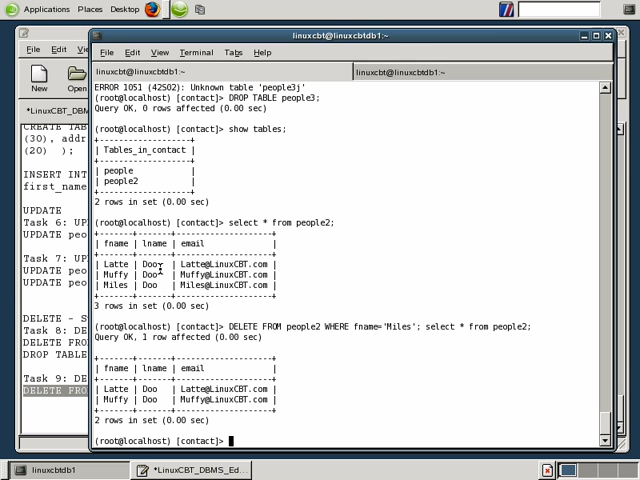 Applications Places Desktop
linuxcbt@linuxcbtdb1:~
File Edit View Terminal Tabs Help
linuxcbt@linuxcbtdb1:~ linuxcbt@linuxcbtdb1:~
ERROR 1051 (42S02): Unknown table 'people3j'
(root@localhost) [contact]> DROP TABLE people3;
Query OK, 0 rows affected (0.00 sec)
(root@localhost) [contact]> show tables;
+-------------------+
| Tables_in_contact |
+-------------------+
| people            |
| people2           |
+-------------------+
2 rows in set (0.00 sec)
(root@localhost) [contact]> select * from people2;
+-------+-------+--------------------+
| fname | lname | email              |
+-------+-------+--------------------+
| Latte | Doo   | Latte@LinuxCBT.com |
| Muffy | Doo   | Muffy@LinuxCBT.com |
| Miles | Doo   | Miles@LinuxCBT.com |
+-------+-------+--------------------+
3 rows in set (0.00 sec)
(root@localhost) [contact]> DELETE FROM people2 WHERE fname='Miles'; select * from people2;
Query OK, 1 row affected (0.00 sec)
+-------+-------+--------------------+
| fname | lname | email              |
+-------+-------+--------------------+
| Latte | Doo   | Latte@LinuxCBT.com |
| Muffy | Doo   | Muffy@LinuxCBT.com |
+-------+-------+--------------------+
2 rows in set (0.00 sec)
(root@localhost) [contact]>
File Edit
New Open
*LinuxCBT_DBM
CREATE TAB
(30), addr
(20) );
INSERT INT
first_name
UPDATE
Task 6: UP
UPDATE peo
Task 7: UP
UPDATE peo
UPDATE peo
DELETE - S
Task 8: DE
DELETE FRO
DROP TABLE
Task 9: DE
DELETE FRO
linuxcbtdb1 *LinuxCBT_DBMS_Ed...